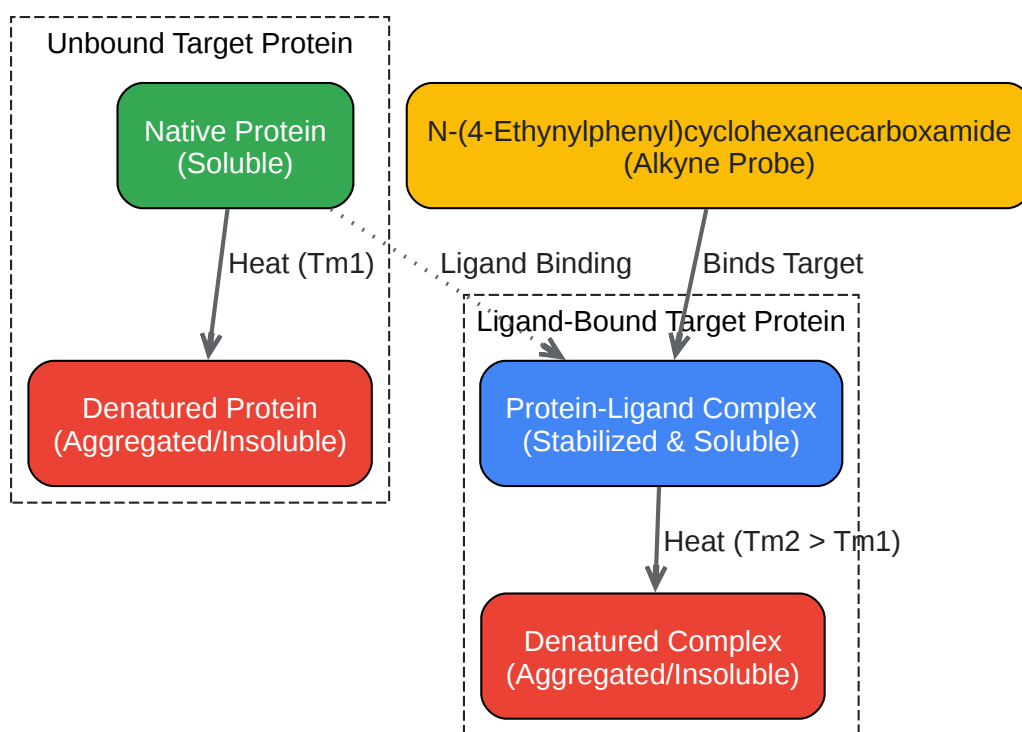 Unbound Target Protein
Native Protein
(Soluble)
N-(4-Ethynylphenyl)cyclohexanecarboxamide
(Alkyne Probe)
Heat (Tm1)
Ligand Binding
Binds Target
Ligand-Bound Target Protein
Denatured Protein
(Aggregated/Insoluble)
Protein-Ligand Complex
(Stabilized & Soluble)
Heat (Tm2 > Tm1)
Denatured Complex
(Aggregated/Insoluble)